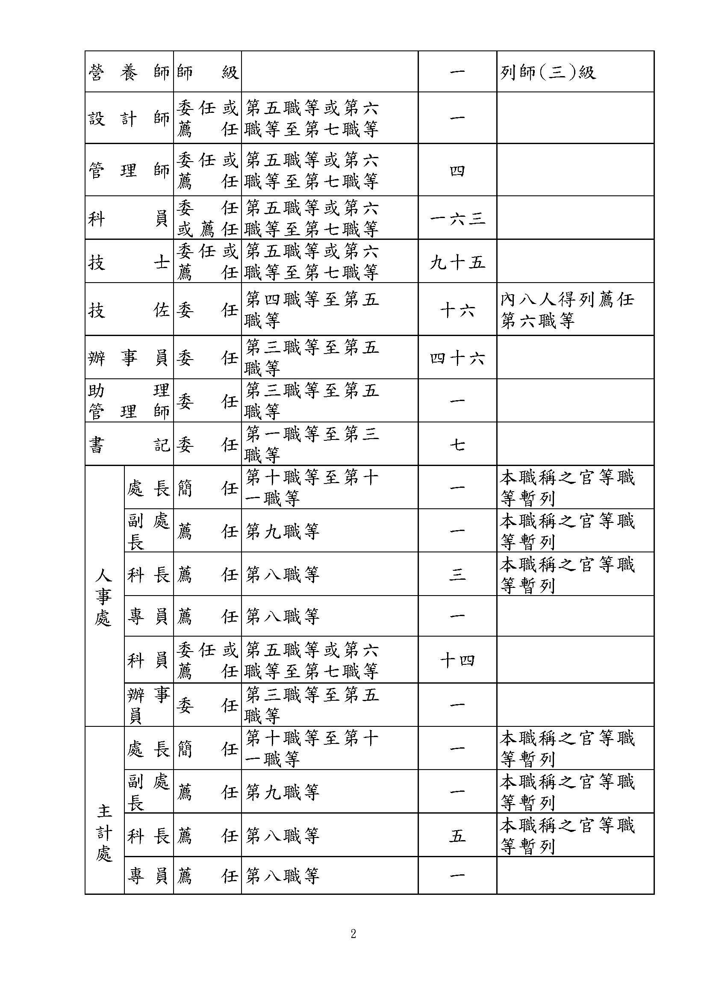 營養師 師級 一 列師(三)級
設計師 委任或薦任 第五職等或第六職等至第七職等 一
管理師 委任或薦任 第五職等或第六職等至第七職等 四
科員 委任或薦任 第五職等或第六職等至第七職等 一六三
技士 委任或薦任 第五職等或第六職等至第七職等 九十五
技佐 委任 第四職等至第五職等 十六 內八人得列薦任第六職等
辦事員 委任 第三職等至第五職等 四十六
助理管理師 委任 第三職等至第五職等 一
書記 委任 第一職等至第三職等 七
人事處
處長 簡任 第十職等至第十一職等 一 本職稱之官等職等暫列
副處長 薦任 第九職等 一 本職稱之官等職等暫列
科長 薦任 第八職等 三 本職稱之官等職等暫列
專員 薦任 第八職等 一
科員 委任或薦任 第五職等或第六職等至第七職等 十四
辦事員 委任 第三職等至第五職等 一
主計處
處長 簡任 第十職等至第十一職等 一 本職稱之官等職等暫列
副處長 薦任 第九職等 一 本職稱之官等職等暫列
科長 薦任 第八職等 五 本職稱之官等職等暫列
專員 薦任 第八職等 一
2